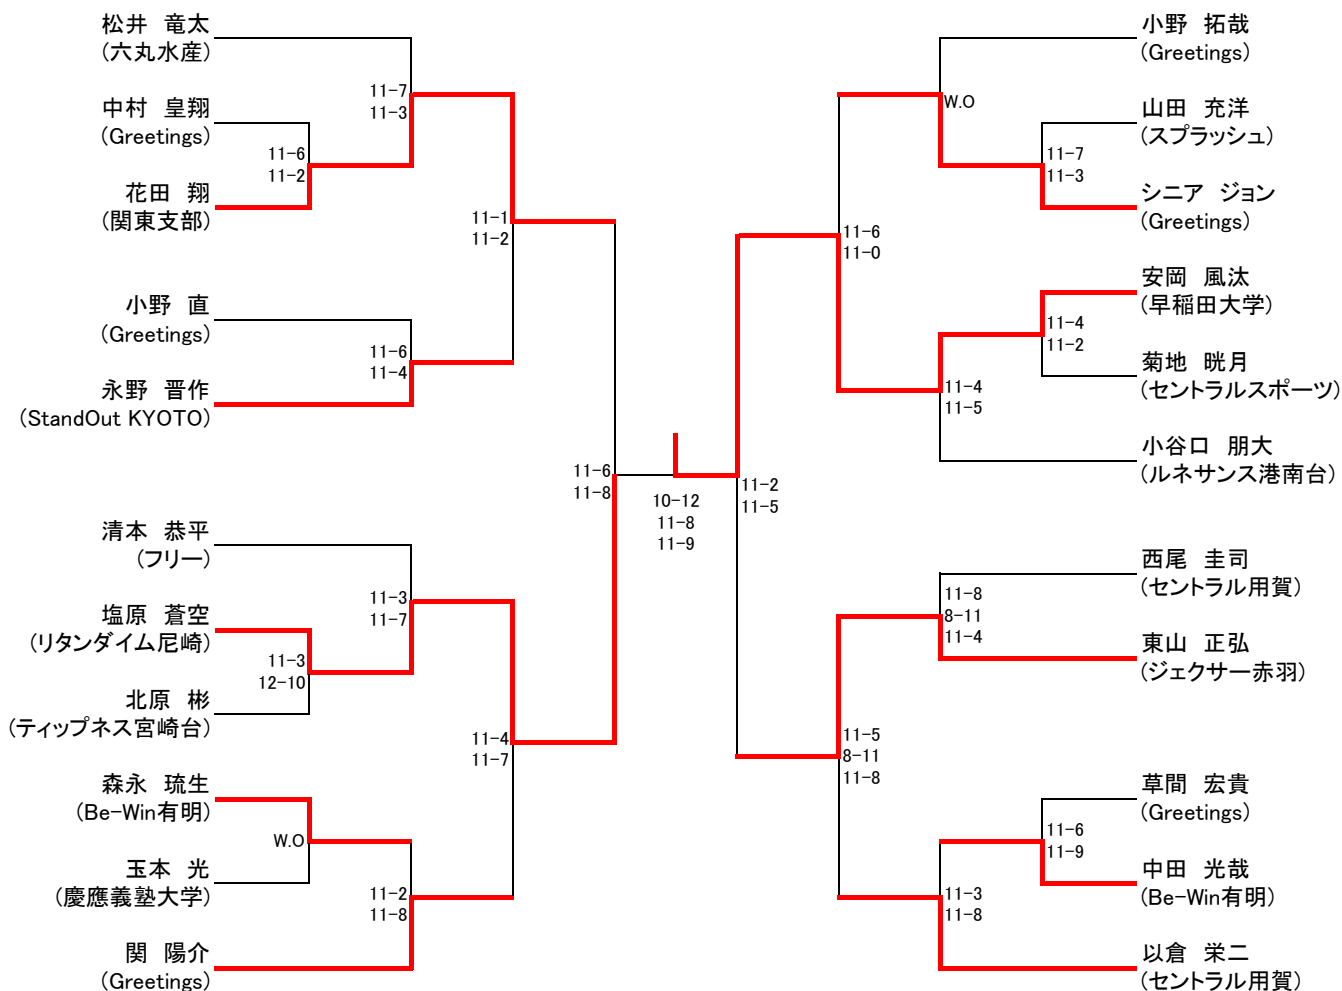 松井 竜太
(六丸水産)
11-7
11-3
中村 皇翔
(Greetings)
11-6
11-2
花田 翔
(関東支部)
11-1
11-2
小野 直
(Greetings)
11-6
11-4
永野 晋作
(StandOut KYOTO)
11-6
11-8
清本 恭平
(フリー)
11-3
11-7
塩原 蒼空
(リタンダイム尼崎)
11-3
12-10
北原 彬
(ティップネス宮崎台)
11-4
11-7
森永 琉生
(Be-Win有明)
W.O
玉本 光
(慶應義塾大学)
11-2
11-8
関 陽介
(Greetings)
10-12
11-8
11-9
小野 拓哉
(Greetings)
W.O
山田 充洋
(スプラッシュ)
11-7
11-3
シニア ジョン
(Greetings)
11-6
11-0
安岡 風汰
(早稲田大学)
11-4
11-2
菊地 晄月
(セントラルスポーツ)
11-4
11-5
小谷口 朋大
(ルネサンス港南台)
11-2
11-5
西尾 圭司
(セントラル用賀)
11-8
8-11
11-4
東山 正弘
(ジェクサー赤羽)
11-5
8-11
11-8
草間 宏貴
(Greetings)
11-6
11-9
中田 光哉
(Be-Win有明)
11-3
11-8
以倉 栄二
(セントラル用賀)